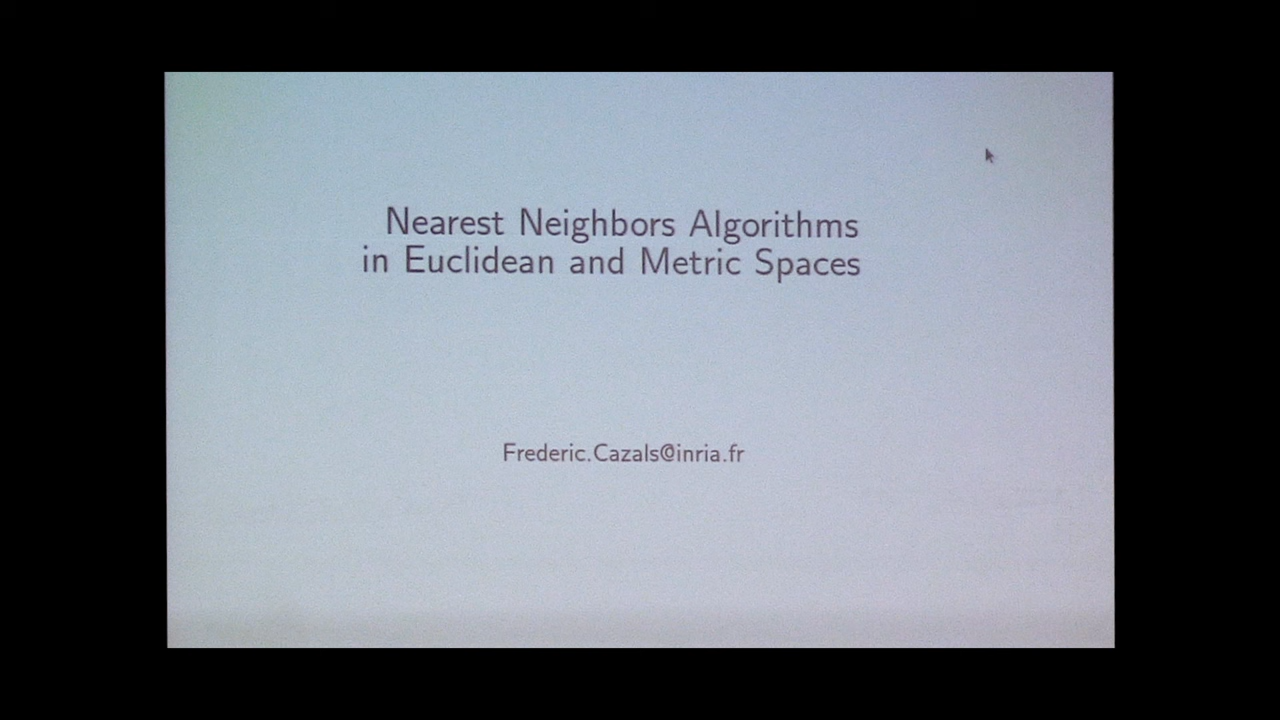 Nearest Neighbors Algorithms
in Euclidean and Metric Spaces
Frederic.Cazals@inria.fr